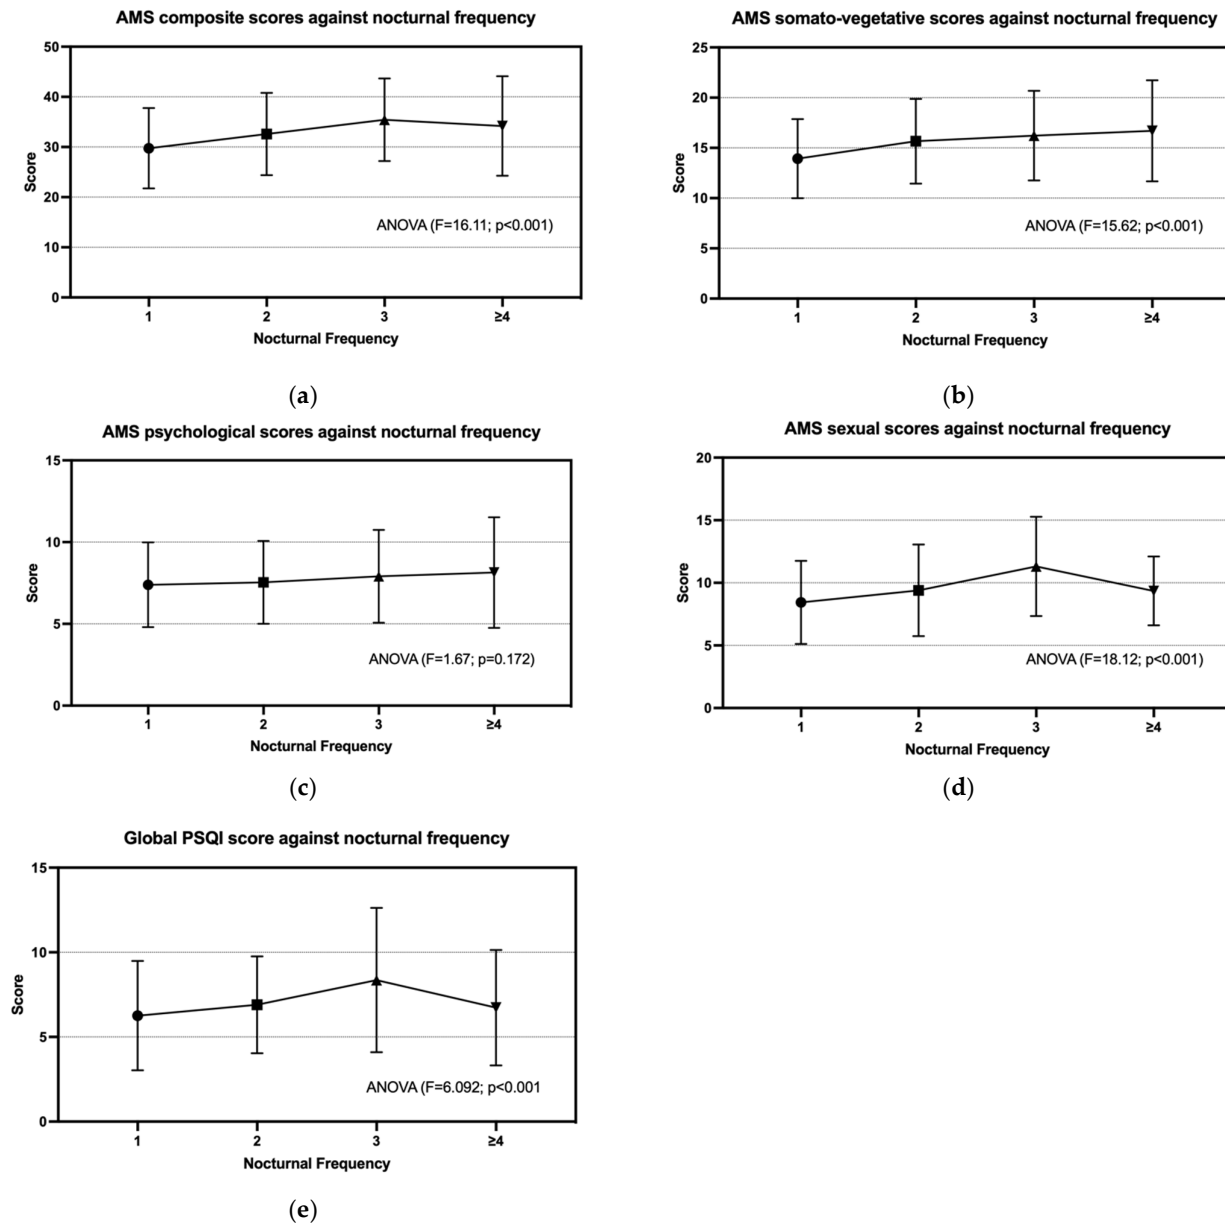 AMS composite scores against nocturnal frequency
50
40
30
20
10
0
Score
ANOVA (F=16.11; p<0.001)
1 2 3 ≥4
Nocturnal Frequency
(a)
AMS somato-vegetative scores against nocturnal frequency
25
20
15
10
5
0
Score
ANOVA (F=15.62; p<0.001)
1 2 3 ≥4
Nocturnal Frequency
(b)
AMS psychological scores against nocturnal frequency
15
10
5
0
Score
ANOVA (F=1.67; p=0.172)
1 2 3 ≥4
Nocturnal Frequency
(c)
AMS sexual scores against nocturnal frequency
20
15
10
5
0
Score
ANOVA (F=18.12; p<0.001)
1 2 3 ≥4
Nocturnal Frequency
(d)
Global PSQI score against nocturnal frequency
15
10
5
0
Score
ANOVA (F=6.092; p<0.001
1 2 3 ≥4
Nocturnal Frequency
(e)